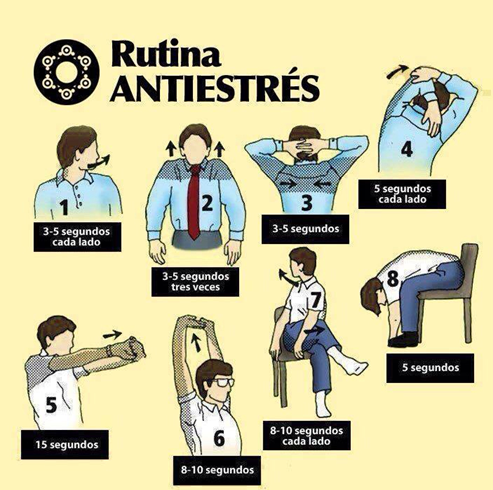 Rutina
ANTIESTRÉS
1
3-5 segundos
cada lado
2
3-5 segundos
tres veces
3
3-5 segundos
4
5 segundos
cada lado
5
15 segundos
6
8-10 segundos
7
8-10 segundos
cada lado
8
5 segundos